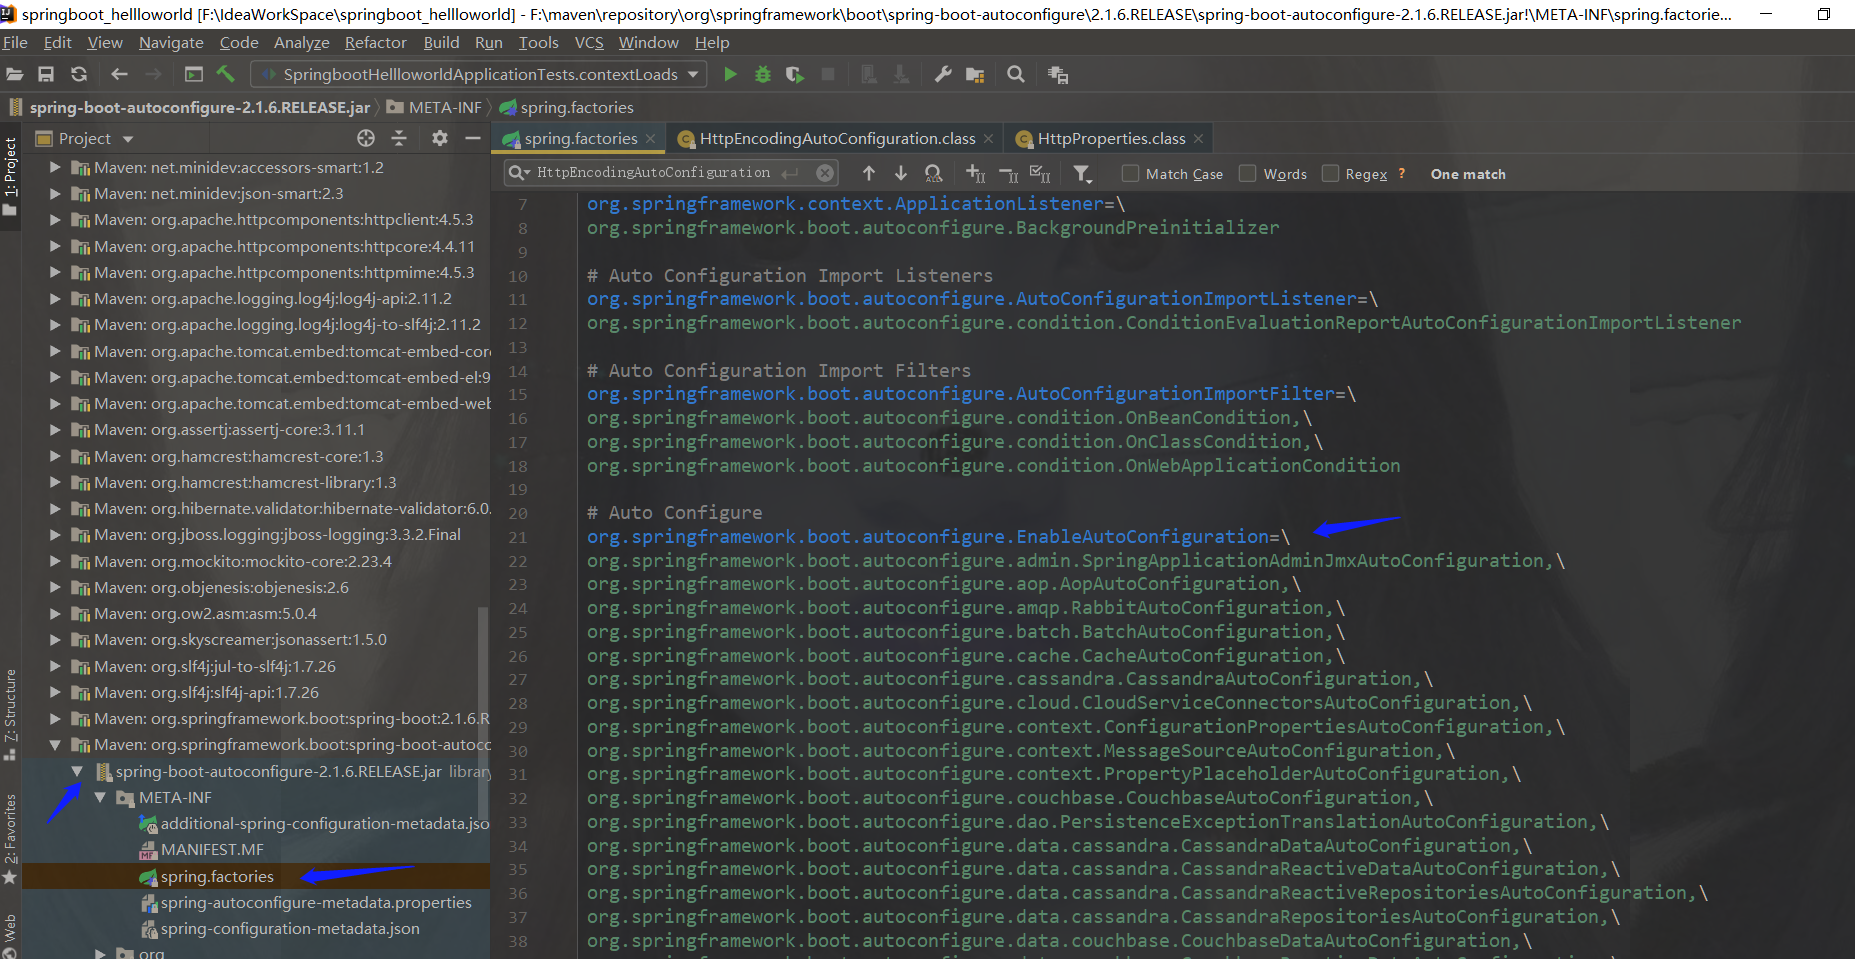 springboot_hellloworld [F:\IdeaWorkSpace\springboot_hellloworld] - F:\maven\repository\org\springframework\boot\spring-boot-autoconfigure\2.1.6.RELEASE\spring-boot-autoconfigure-2.1.6.RELEASE.jar!\META-INF\spring.factorie...
File Edit View Navigate Code Analyze Refactor Build Run Tools VCS Window Help
SpringbootHellloworldApplicationTests.contextLoads
spring-boot-autoconfigure-2.1.6.RELEASE.jar META-INF spring.factories
1: Project
Z: Structure
2: Favorites
Web
Project
Maven: net.minidev:accessors-smart:1.2
Maven: net.minidev:json-smart:2.3
Maven: org.apache.httpcomponents:httpclient:4.5.3
Maven: org.apache.httpcomponents:httpcore:4.4.11
Maven: org.apache.httpcomponents:httpmime:4.5.3
Maven: org.apache.logging.log4j:log4j-api:2.11.2
Maven: org.apache.logging.log4j:log4j-to-slf4j:2.11.2
Maven: org.apache.tomcat.embed:tomcat-embed-cor
Maven: org.apache.tomcat.embed:tomcat-embed-el:9
Maven: org.apache.tomcat.embed:tomcat-embed-web
Maven: org.assertj:assertj-core:3.11.1
Maven: org.hamcrest:hamcrest-core:1.3
Maven: org.hamcrest:hamcrest-library:1.3
Maven: org.hibernate.validator:hibernate-validator:6.0.
Maven: org.jboss.logging:jboss-logging:3.3.2.Final
Maven: org.mockito:mockito-core:2.23.4
Maven: org.objenesis:objenesis:2.6
Maven: org.ow2.asm:asm:5.0.4
Maven: org.skyscreamer:jsonassert:1.5.0
Maven: org.slf4j:jul-to-slf4j:1.7.26
Maven: org.slf4j:slf4j-api:1.7.26
Maven: org.springframework.boot:spring-boot:2.1.6.R
Maven: org.springframework.boot:spring-boot-autoco
spring-boot-autoconfigure-2.1.6.RELEASE.jar library
META-INF
additional-spring-configuration-metadata.jso
MANIFEST.MF
spring.factories
spring-autoconfigure-metadata.properties
spring-configuration-metadata.json
org
spring.factories HttpEncodingAutoConfiguration.class HttpProperties.class
HttpEncodingAutoConfiguration Match Case Words Regex ? One match
7 org.springframework.context.ApplicationListener=\
8 org.springframework.boot.autoconfigure.BackgroundPreinitializer
9
10 # Auto Configuration Import Listeners
11 org.springframework.boot.autoconfigure.AutoConfigurationImportListener=\
12 org.springframework.boot.autoconfigure.condition.ConditionEvaluationReportAutoConfigurationImportListener
13
14 # Auto Configuration Import Filters
15 org.springframework.boot.autoconfigure.AutoConfigurationImportFilter=\
16 org.springframework.boot.autoconfigure.condition.OnBeanCondition,\
17 org.springframework.boot.autoconfigure.condition.OnClassCondition,\
18 org.springframework.boot.autoconfigure.condition.OnWebApplicationCondition
19
20 # Auto Configure
21 org.springframework.boot.autoconfigure.EnableAutoConfiguration=\
22 org.springframework.boot.autoconfigure.admin.SpringApplicationAdminJmxAutoConfiguration,\
23 org.springframework.boot.autoconfigure.aop.AopAutoConfiguration,\
24 org.springframework.boot.autoconfigure.amqp.RabbitAutoConfiguration,\
25 org.springframework.boot.autoconfigure.batch.BatchAutoConfiguration,\
26 org.springframework.boot.autoconfigure.cache.CacheAutoConfiguration,\
27 org.springframework.boot.autoconfigure.cassandra.CassandraAutoConfiguration,\
28 org.springframework.boot.autoconfigure.cloud.CloudServiceConnectorsAutoConfiguration,\
29 org.springframework.boot.autoconfigure.context.ConfigurationPropertiesAutoConfiguration,\
30 org.springframework.boot.autoconfigure.context.MessageSourceAutoConfiguration,\
31 org.springframework.boot.autoconfigure.context.PropertyPlaceholderAutoConfiguration,\
32 org.springframework.boot.autoconfigure.couchbase.CouchbaseAutoConfiguration,\
33 org.springframework.boot.autoconfigure.dao.PersistenceExceptionTranslationAutoConfiguration,\
34 org.springframework.boot.autoconfigure.data.cassandra.CassandraDataAutoConfiguration,\
35 org.springframework.boot.autoconfigure.data.cassandra.CassandraReactiveDataAutoConfiguration,\
36 org.springframework.boot.autoconfigure.data.cassandra.CassandraReactiveRepositoriesAutoConfiguration,\
37 org.springframework.boot.autoconfigure.data.cassandra.CassandraRepositoriesAutoConfiguration,\
38 org.springframework.boot.autoconfigure.data.couchbase.CouchbaseDataAutoConfiguration,\